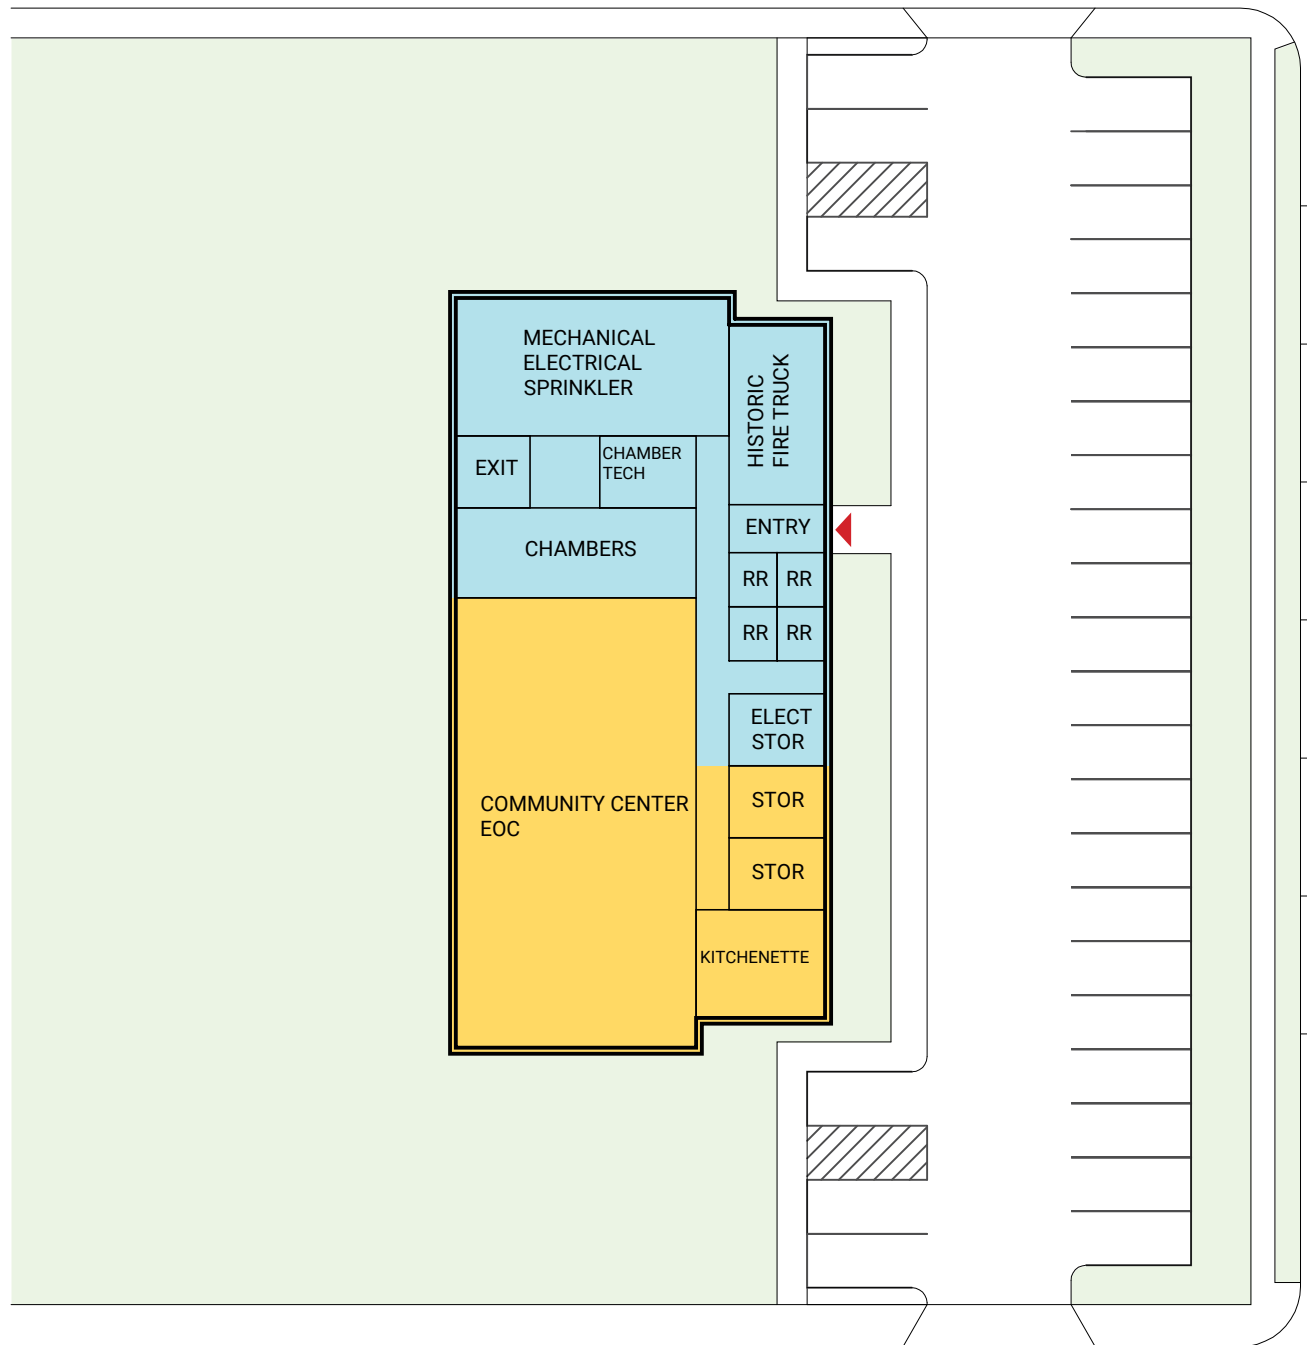 MECHANICAL
ELECTRICAL
SPRINKLER
HISTORIC
FIRE TRUCK
EXIT
CHAMBER
TECH
ENTRY
CHAMBERS
RR
RR
RR
RR
ELECT
STOR
STOR
COMMUNITY CENTER
EOC
STOR
KITCHENETTE